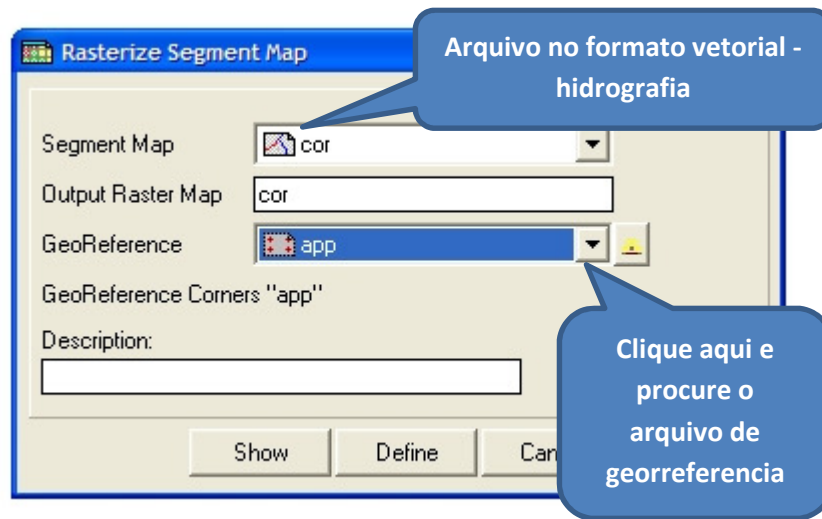 Rasterize Segment Map
Arquivo no formato vetorial -
hidrografia
Segment Map
cor
Output Raster Map
cor
GeoReference
app
GeoReference Corners "app"
Description:
Clique aqui e
procure o
arquivo de
georreferencia
Show
Define
Can